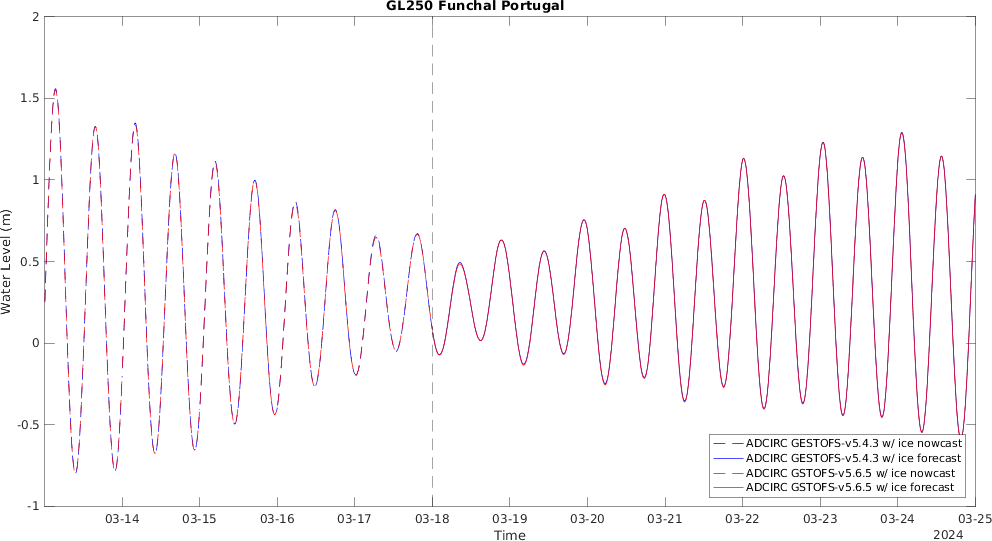 GL250 Funchal Portugal
2
1.5
1
0.5
0
-0.5
-1
Water Level (m)
ADCIRC GESTOFS-v5.4.3 w/ ice nowcast
ADCIRC GESTOFS-v5.4.3 w/ ice forecast
ADCIRC GSTOFS-v5.6.5 w/ ice nowcast
ADCIRC GSTOFS-v5.6.5 w/ ice forecast
03-14 03-15 03-16 03-17 03-18 03-19 03-20 03-21 03-22 03-23 03-24 03-25
Time
2024